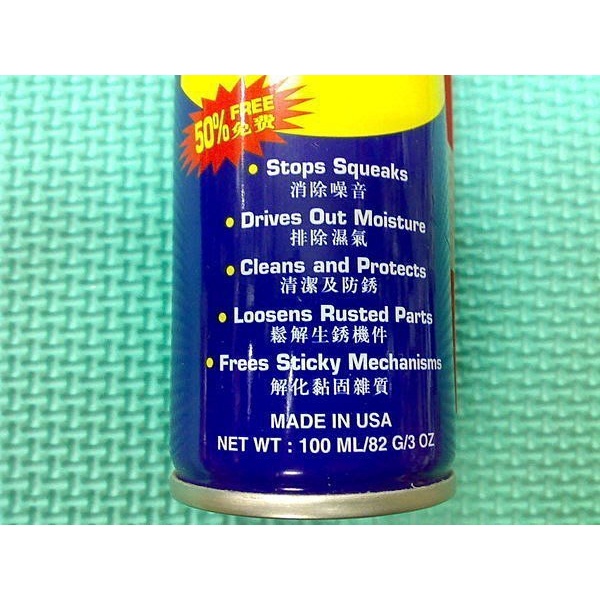 50% FREE
免費
• Stops Squeaks
消除噪音
• Drives Out Moisture
排除濕氣
• Cleans and Protects
清潔及防銹
• Loosens Rusted Parts
鬆解生銹機件
• Frees Sticky Mechanisms
解化黏固雜質
MADE IN USA
NET WT : 100 ML/82 G/3 OZ